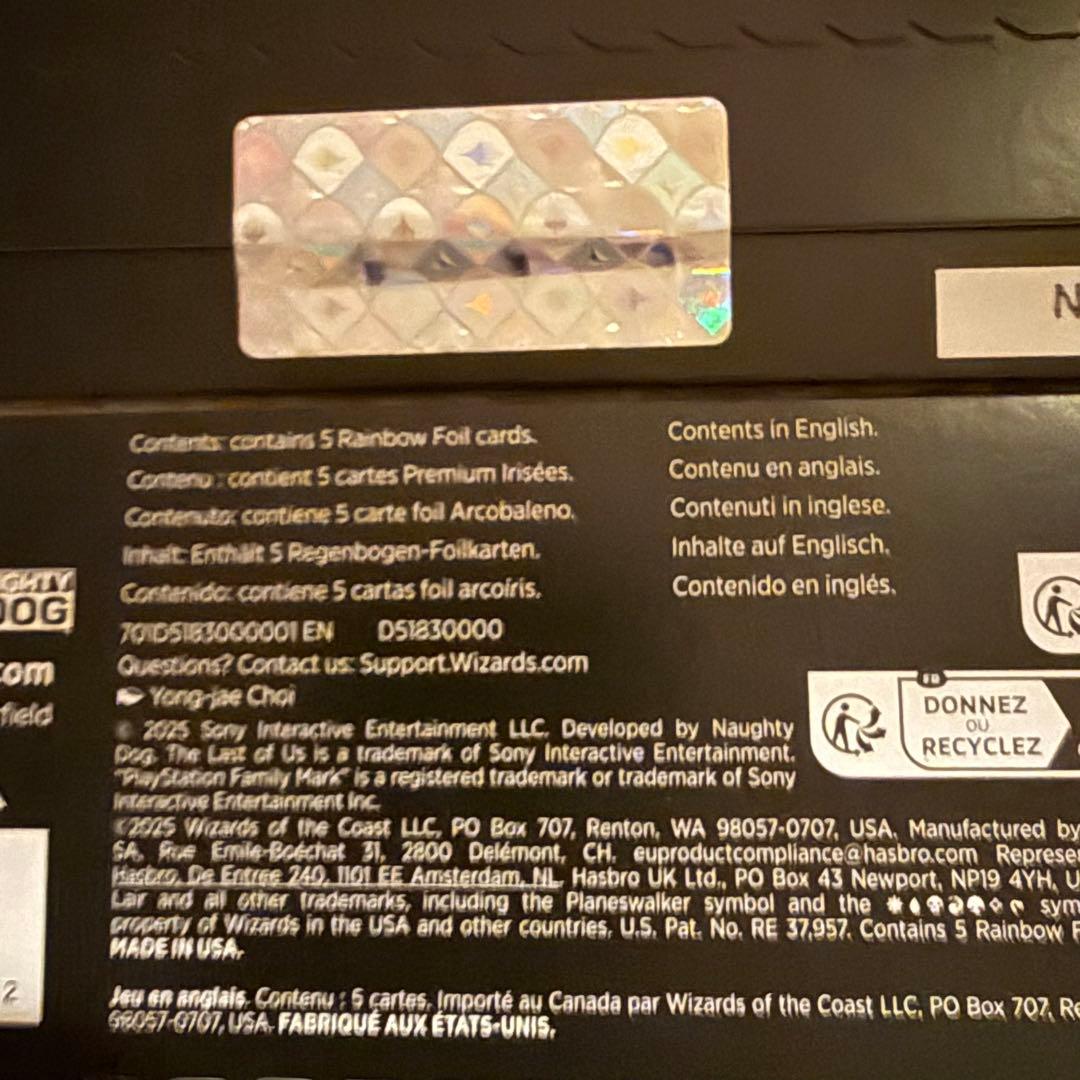 N
Contents: contains 5 Rainbow Foil cards.
Contents in English.
Contenu : contient 5 cartes Premium Irisées.
Contenu en anglais.
Contenuto: contiene 5 carte foil Arcobaleno.
Contenuti in inglese.
Inhalt: Enthält 5 Regenbogen-Foilkarten.
Inhalte auf Englisch.
Contenido: contiene 5 cartas foil arcoíris.
Contenido en inglés.
GHTY
DOG
701D5183000001 EN D51830000
Questions? Contact us: Support.Wizards.com
com
Yong-jae Choi
field
© 2025 Sony Interactive Entertainment LLC. Developed by Naughty
Dog. The Last of Us is a trademark of Sony Interactive Entertainment.
"PlayStation Family Mark" is a registered trademark or trademark of Sony
Interactive Entertainment Inc.
FR
DONNEZ
OU
RECYCLEZ
©2025 Wizards of the Coast LLC, PO Box 707, Renton, WA 98057-0707, USA. Manufactured by
SA, Rue Emile-Boéchat 31, 2800 Delémont, CH. euproductcompliance@hasbro.com Represe
Hasbro, De Entree 240, 1101 EE Amsterdam, NL. Hasbro UK Ltd., PO Box 43 Newport, NP19 4YH, U
Lair and all other trademarks, including the Planeswalker symbol and the sym
property of Wizards in the USA and other countries. U.S. Pat. No. RE 37,957. Contains 5 Rainbow F
MADE IN USA.
2
Jeu en anglais. Contenu : 5 cartes. Importé au Canada par Wizards of the Coast LLC, PO Box 707, Re
98057-0707, USA. FABRIQUÉ AUX ÉTATS-UNIS.